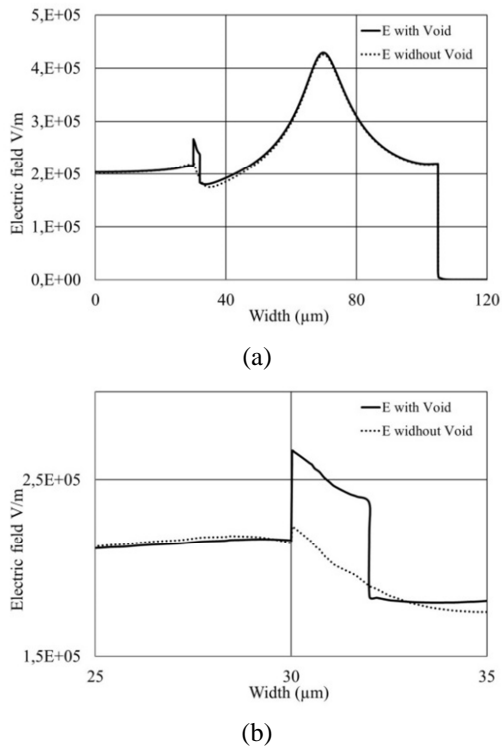 5,E+05
4,E+05
3,E+05
2,E+05
1,E+05
0,E+00
Electric field V/m
E with Void
E widhout Void
0 40 80 120
Width (µm)
(a)
2,5E+05
1,5E+05
Electric field V/m
E with Void
E widhout Void
25 30 35
Width (µm)
(b)